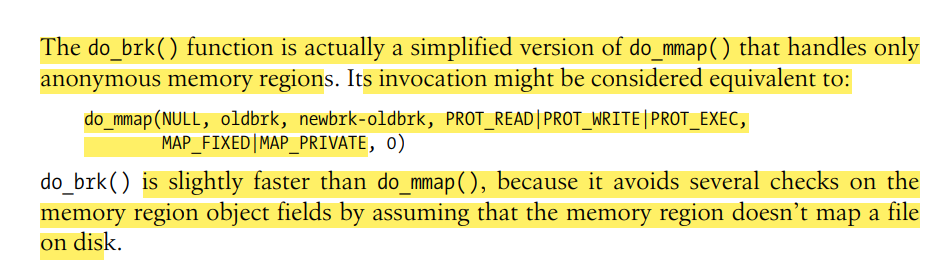 The do_brk() function is actually a simplified version of do_mmap() that handles only
anonymous memory regions. Its invocation might be considered equivalent to:
do_mmap(NULL, oldbrk, newbrk-oldbrk, PROT_READ|PROT_WRITE|PROT_EXEC,
MAP_FIXED|MAP_PRIVATE, 0)
do_brk() is slightly faster than do_mmap(), because it avoids several checks on the
memory region object fields by assuming that the memory region doesn’t map a file
on disk.